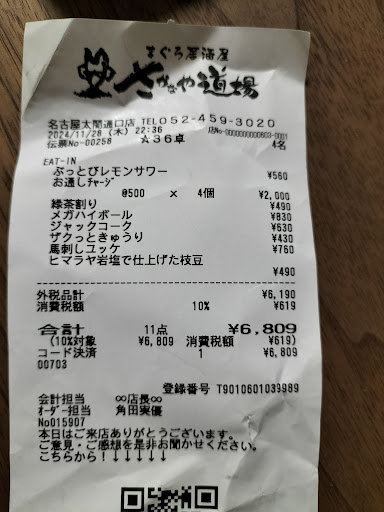 まぐろ居酒屋
さかなや道場
名古屋太閤通口店 TEL052-459-3020
2024/11/28 (木) 22:36 店No-0000000000603-0001
伝票No-00258 ☆36卓 4名
EAT-IN
ぶっとびレモンサワー ¥560
お通しﾁｬｰｼﾞ
@500 × 4個 ¥2,000
緑茶割り ¥490
メガハイボール ¥830
ジャックコーク ¥630
ザクっときゅうり ¥430
馬刺しユッケ ¥760
ヒマラヤ岩塩で仕上げた枝豆
¥490
外税品計 ¥6,190
消費税額 10% ¥619
合計 11点 ¥6,809
(10%対象 ¥6,809 消費税額 ¥619)
コード決済 1 ¥6,809
00703
登録番号 T9010601039989
会計担当 ∞店長∞
ｵｰﾀﾞｰ担当 角田実優
No015907
本日はご来店ありがとうございます。
ご意見・ご感想を是非お聞かせください。
こちらから！↓↓↓↓↓